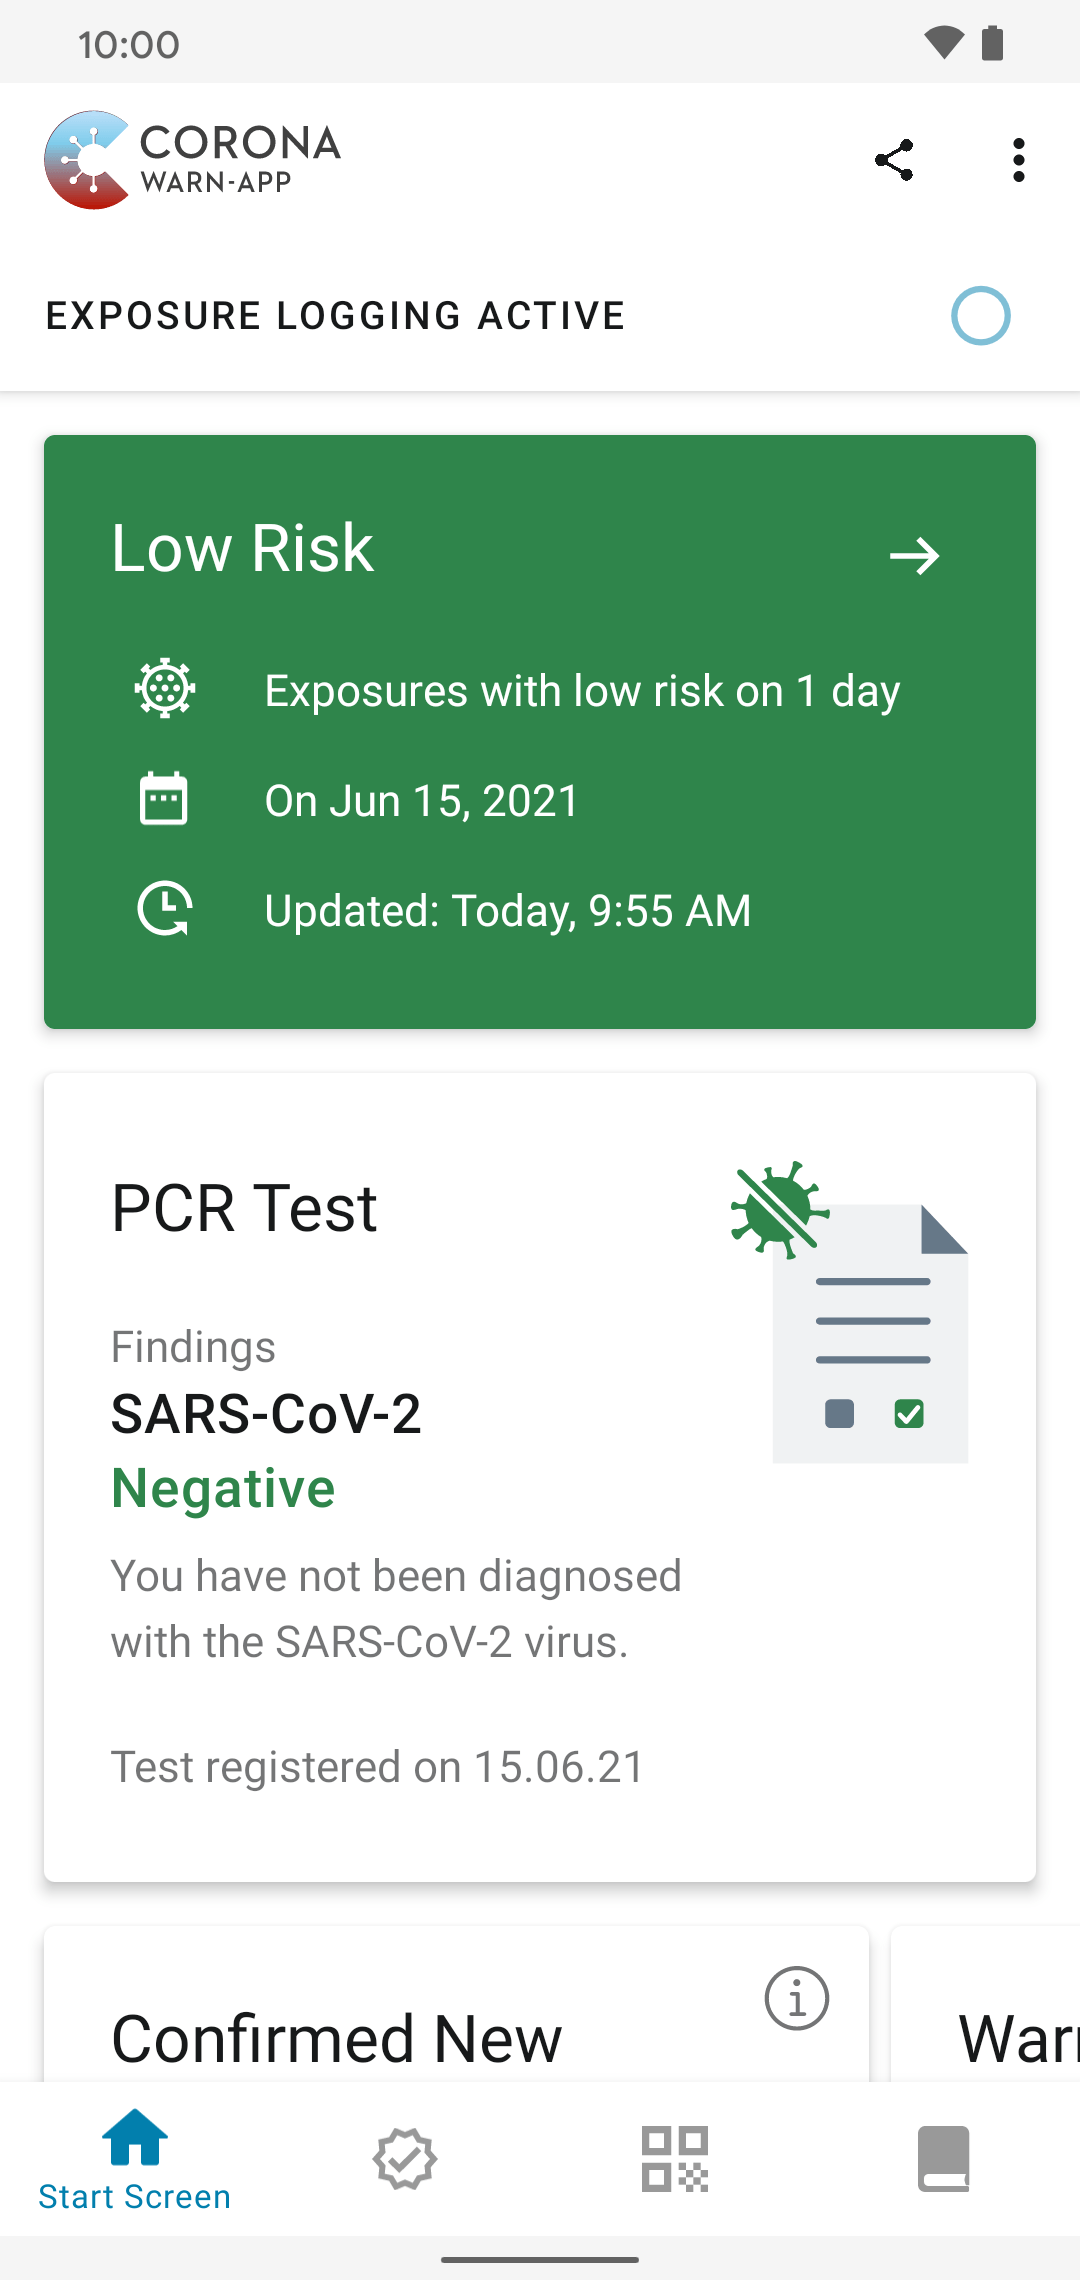 10:00
CORONA
WARN-APP
EXPOSURE LOGGING ACTIVE
Low Risk
Exposures with low risk on 1 day
On Jun 15, 2021
Updated: Today, 9:55 AM
PCR Test
Findings
SARS-CoV-2
Negative
You have not been diagnosed
with the SARS-CoV-2 virus.
Test registered on 15.06.21
Confirmed New
Start Screen